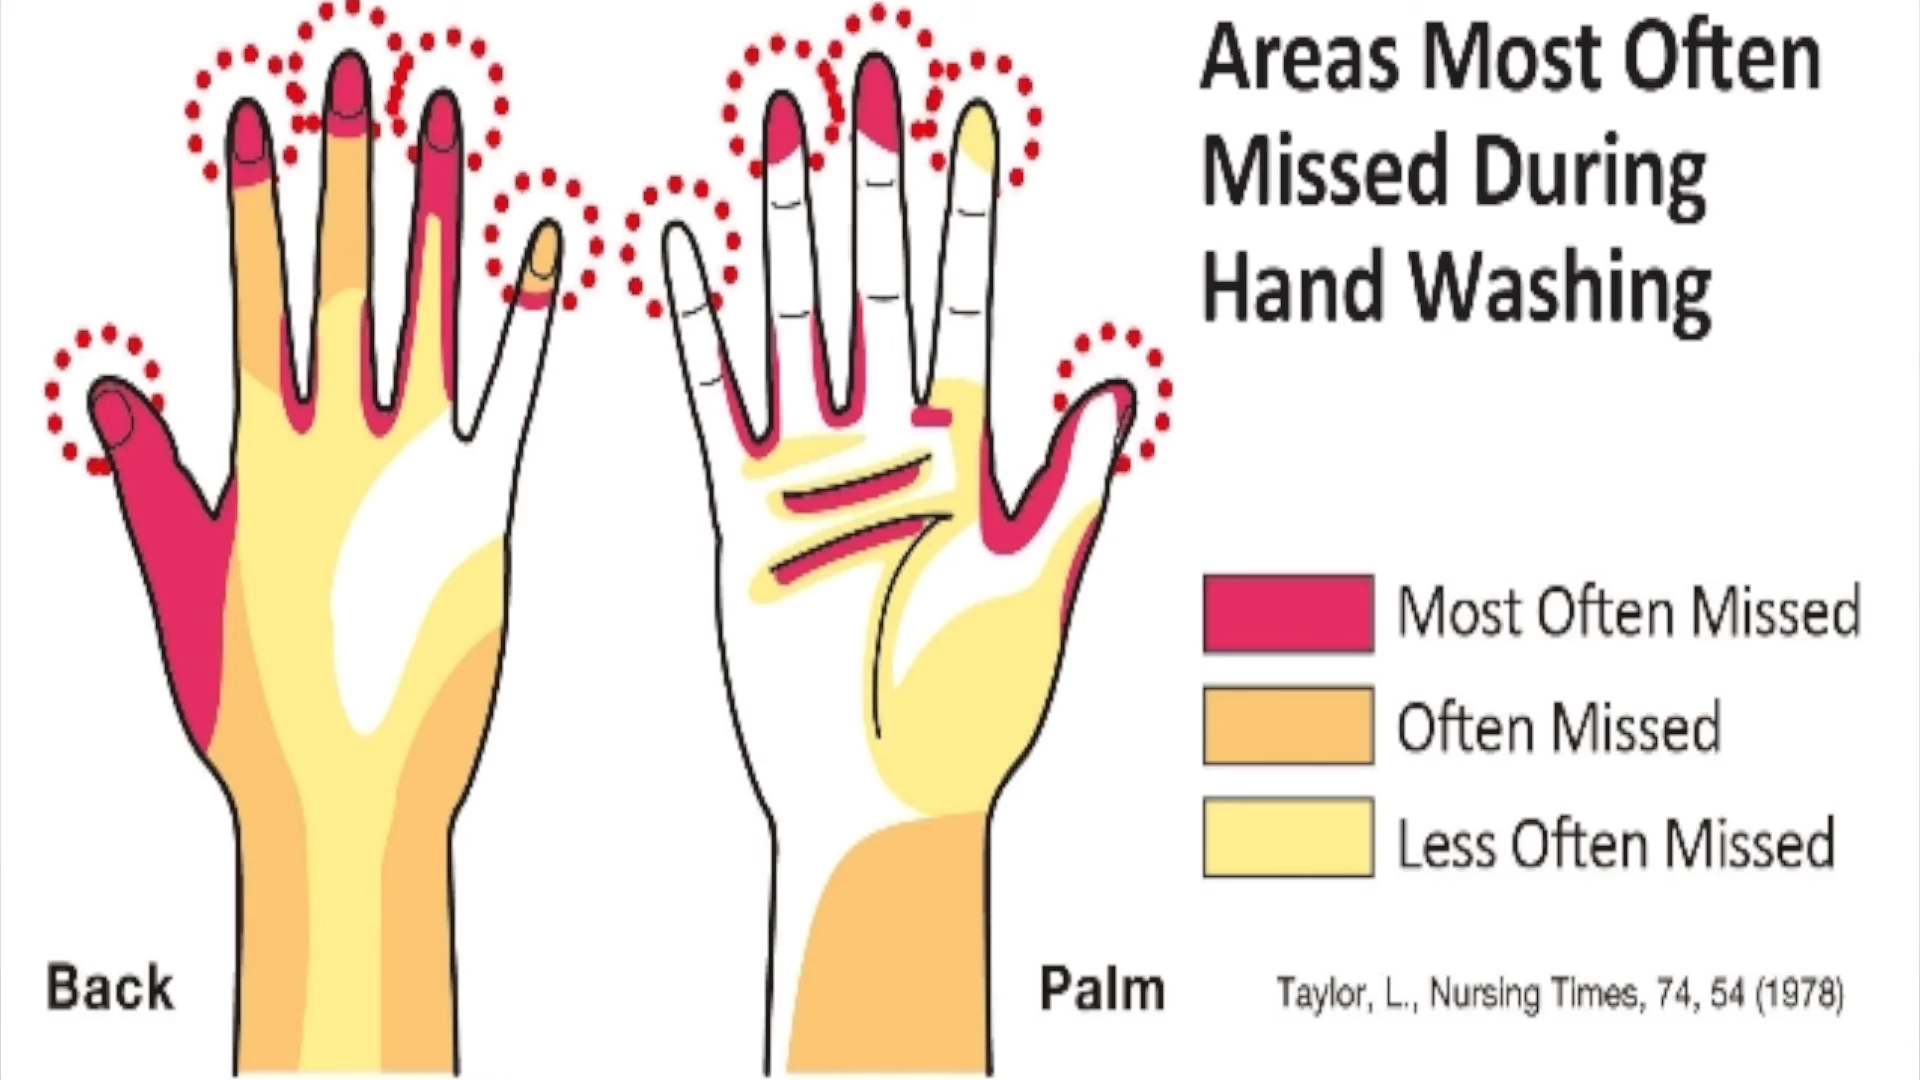 Areas Most Often
Missed During
Hand Washing
Most Often Missed
Often Missed
Less Often Missed
Back
Palm
Taylor, L., Nursing Times, 74, 54 (1978)